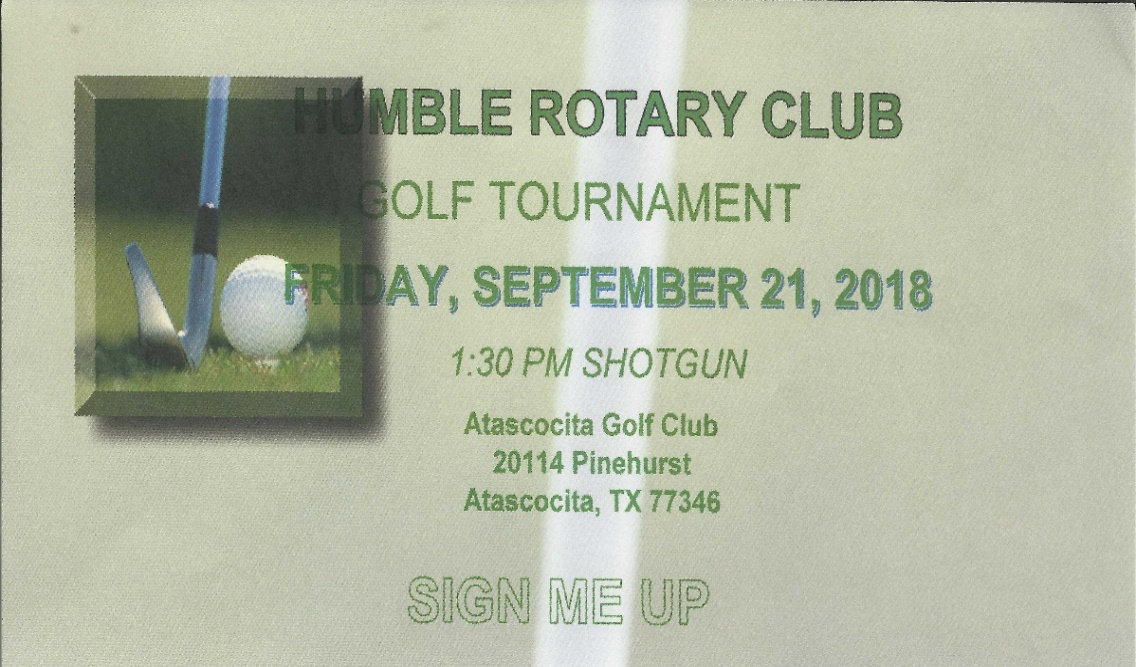 HUMBLE ROTARY CLUB
GOLF TOURNAMENT
FRIDAY, SEPTEMBER 21, 2018
1:30 PM SHOTGUN
Atascocita Golf Club
20114 Pinehurst
Atascocita, TX 77346
SIGN ME UP